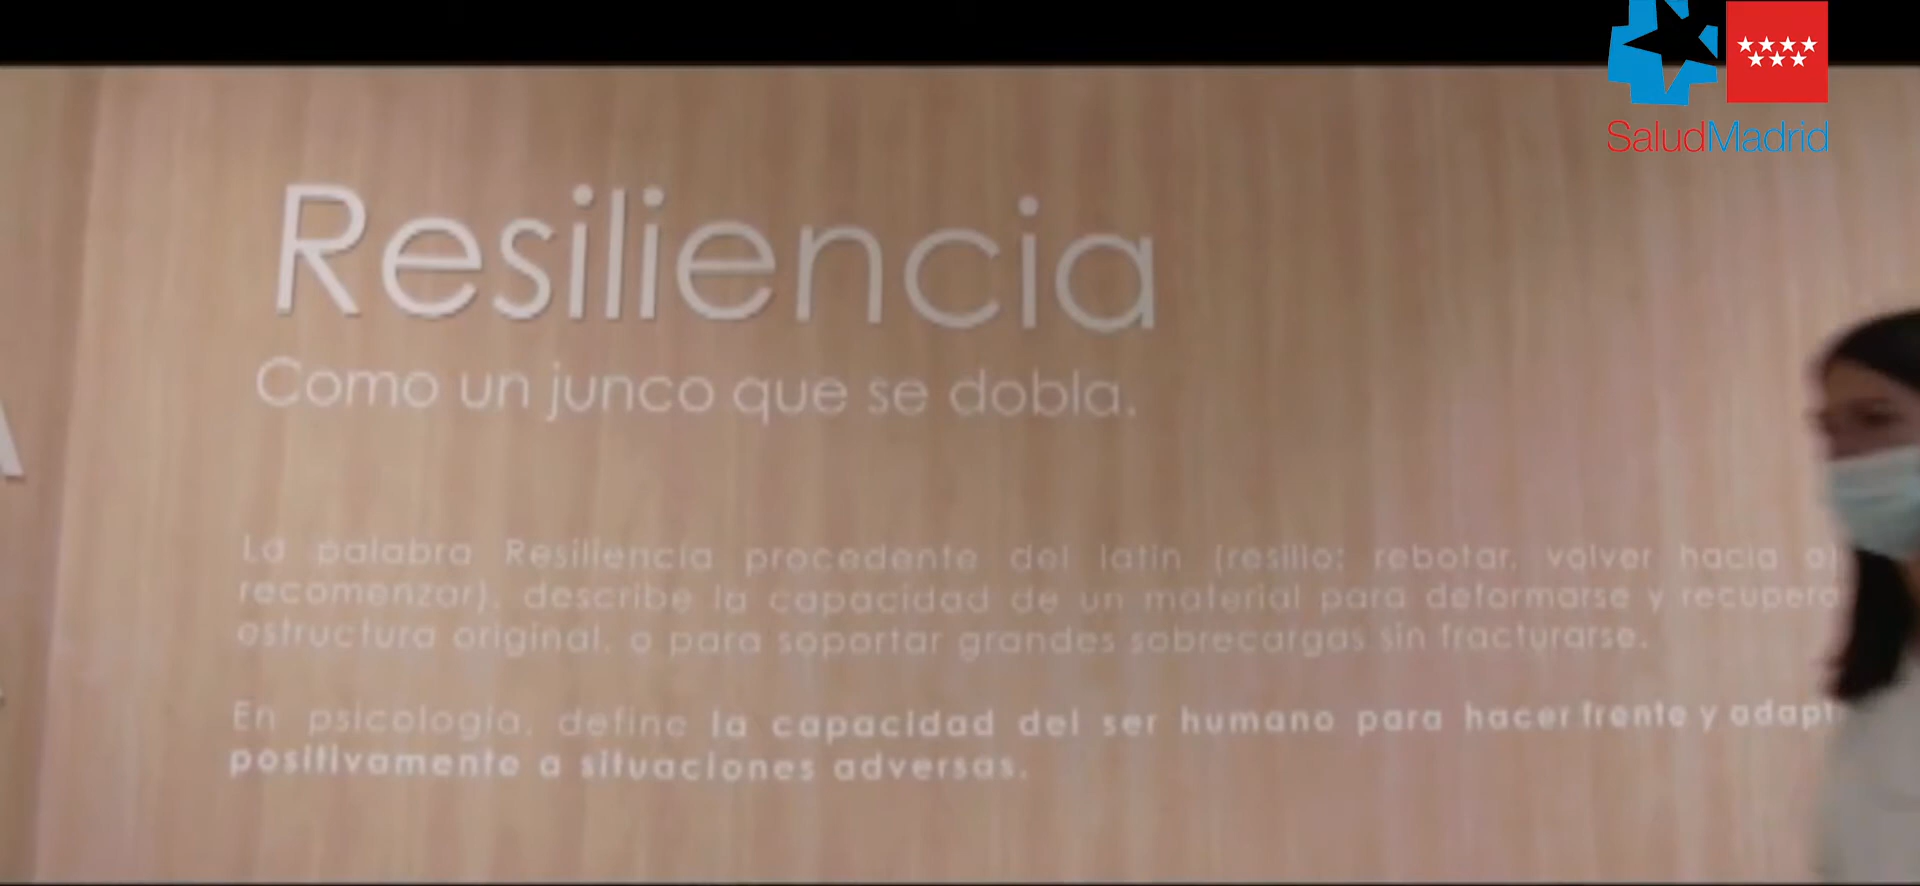 SaludMadrid
Resiliencia
Como un junco que se dobla.
La palabra Resiliencia procedente del latín (resilio: rebotar, volver hacia
recomenzar), describe la capacidad de un material para deformarse y
estructura original, o para soportar grandes sobrecargas sin fracturarse.
En psicología, define la capacidad del ser humano para hacer frente y
positivamente a situaciones adversas.